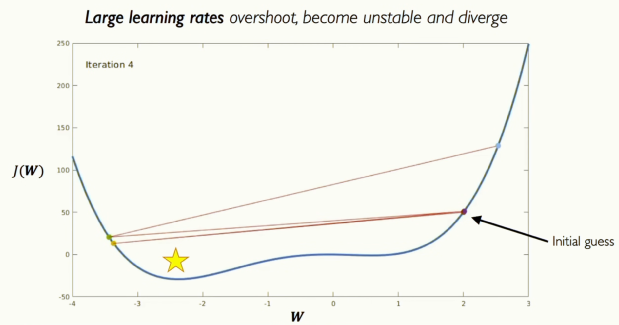 Large learning rates overshoot, become unstable and diverge
250
Iteration 4
200
150
J(W)
100
50
0
-50
Initial guess
-4 -3 -2 -1 0 1 2 3
W